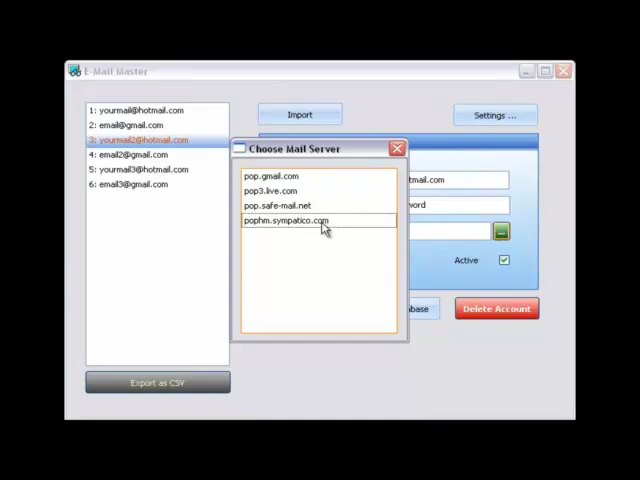 E-Mail Master
1: yourmail@hotmail.com
2: email@gmail.com
3: yourmail2@hotmail.com
4: email2@gmail.com
5: yourmail3@hotmail.com
6: email3@gmail.com
Export as CSV
Import
Settings ...
Choose Mail Server
pop.gmail.com
pop3.live.com
pop.safe-mail.net
pophm.sympatico.com
tmail.com
word
...
Active
base
Delete Account